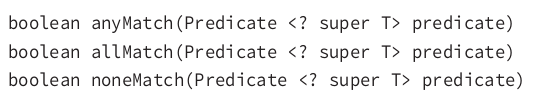 boolean anyMatch(Predicate <? super T> predicate)
boolean allMatch(Predicate <? super T> predicate)
boolean noneMatch(Predicate <? super T> predicate)